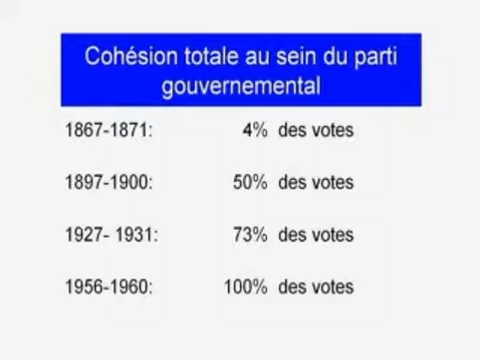 Cohésion totale au sein du parti
gouvernemental
1867-1871: 4% des votes
1897-1900: 50% des votes
1927- 1931: 73% des votes
1956-1960: 100% des votes